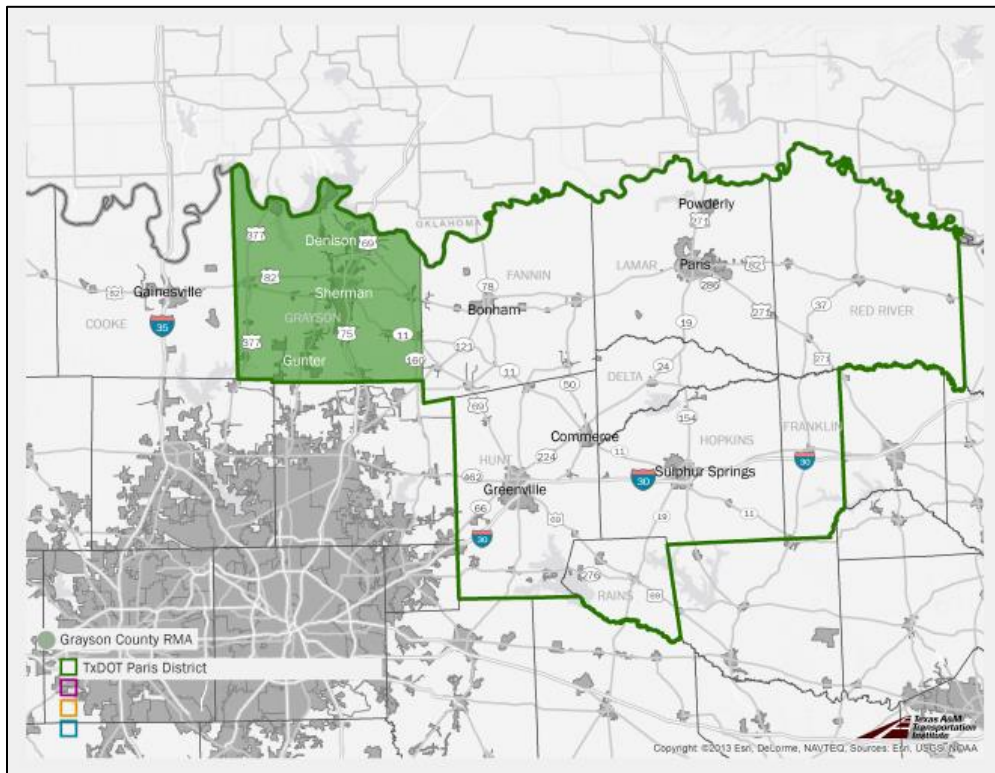 OKLAHOMA
Powderly
271
377
Denison
69
FANNIN
LAMAR
Paris
82
82
82
Gainesville
Sherman
78
Bonham
286
COOKE
35
GRAYSON
75
11
37
RED RIVER
271
19
377
Gunter
160
121
11
24
271
50
DELTA
69
154
Commerce
HOPKINS
FRANKLIN
HUNT
224
11
30
30
Sulphur Springs
Greenville
66
69
19
11
30
276
RAINS
69
Grayson County RMA
TxDOT Paris District
Texas A&M
Transportation
Institute
Copyright: ©2013 Esri, DeLorme, NAVTEQ, Sources: Esri, USGS, NOAA